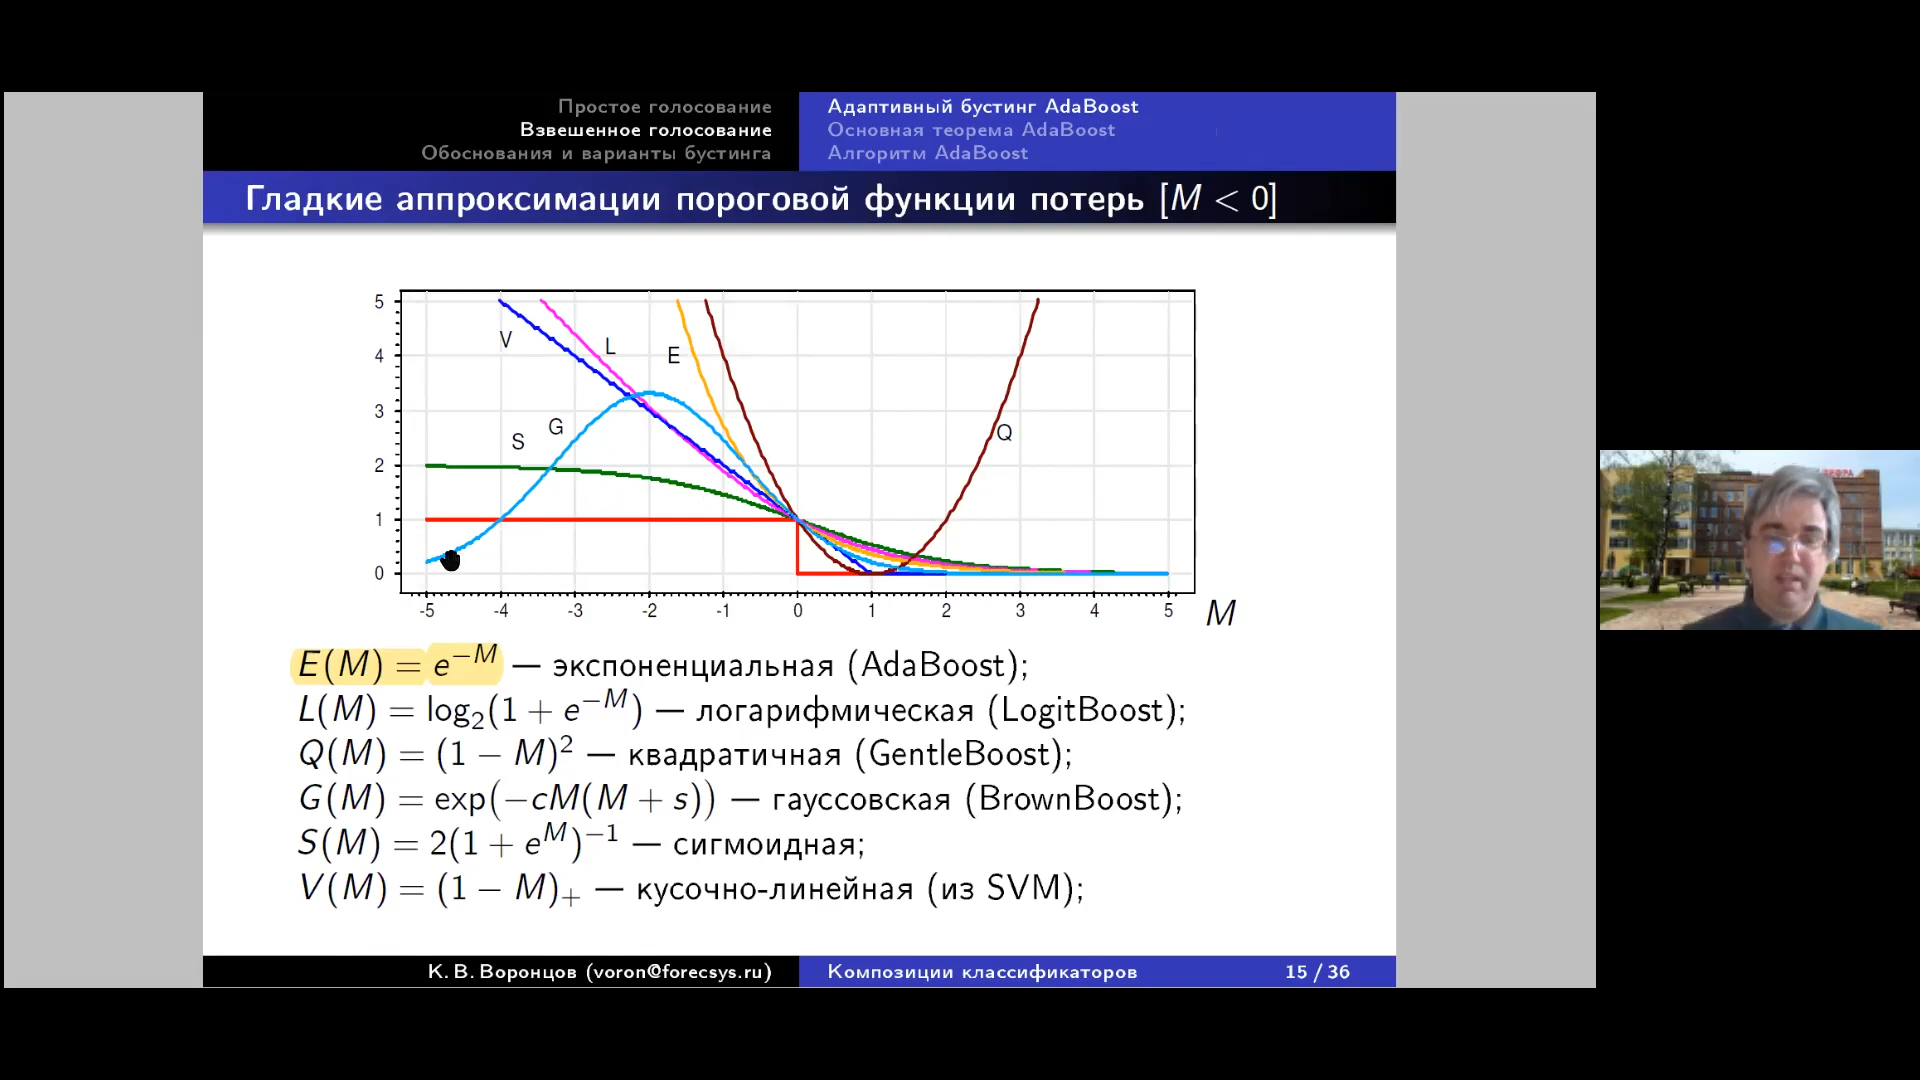 Простое голосование
Взвешенное голосование
Обоснования и варианты бустинга
Адаптивный бустинг AdaBoost
Основная теорема AdaBoost
Алгоритм AdaBoost
Гладкие аппроксимации пороговой функции потерь [M < 0]
5
4
3
2
1
0
V
L
E
S
G
Q
-5 -4 -3 -2 -1 0 1 2 3 4 5
M
E(M) = e^{−M} — экспоненциальная (AdaBoost);
L(M) = log₂(1 + e^{−M}) — логарифмическая (LogitBoost);
Q(M) = (1 − M)² — квадратичная (GentleBoost);
G(M) = exp(−cM(M + s)) — гауссовская (BrownBoost);
S(M) = 2(1 + e^{M})^{−1} — сигмоидная;
V(M) = (1 − M)₊ — кусочно-линейная (из SVM);
К. В. Воронцов (voron@forecsys.ru)
Композиции классификаторов
15 / 36